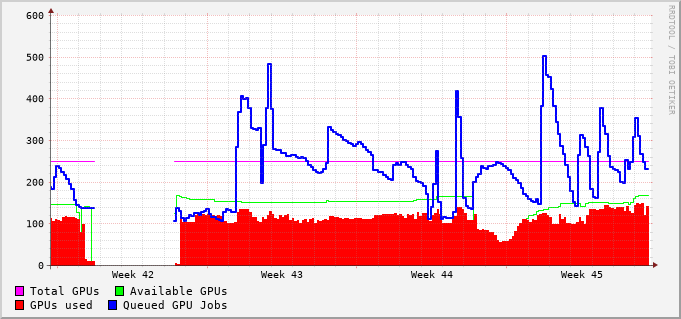 600
500
400
300
200
100
0
Week 42 Week 43 Week 44 Week 45
Total GPUs Available GPUs
GPUs used Queued GPU Jobs
RRDTOOL / TOBI OETIKER